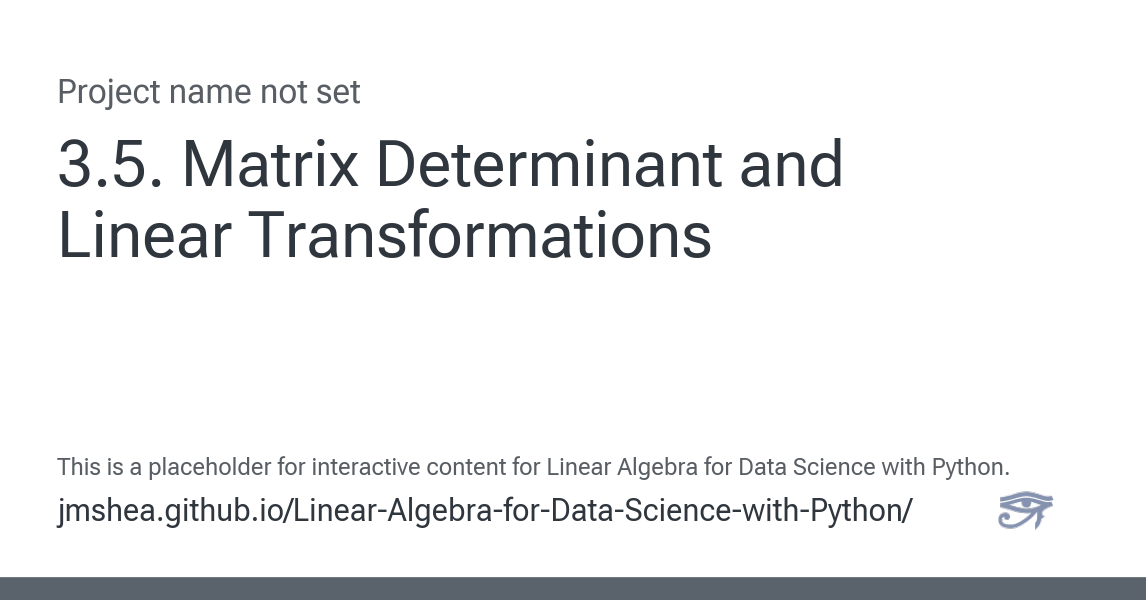 Project name not set
3.5. Matrix Determinant and
Linear Transformations
This is a placeholder for interactive content for Linear Algebra for Data Science with Python.
jmshea.github.io/Linear-Algebra-for-Data-Science-with-Python/